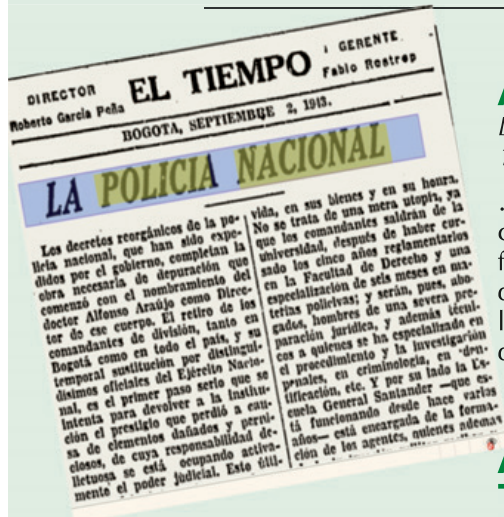 DIRECTOR
Roberto García Peña
EL TIEMPO
GERENTE
Fabio Restrep
BOGOTA, SEPTIEMBRE 2, 1943.
LA POLICIA NACIONAL
Los decretos reorgánicos de la po-
licía nacional, que han sido expe-
didos por el gobierno, completan la
obra necesaria de depuración que
comenzó con el nombramiento del
doctor Alfonso Araújo como Direc-
tor de ese cuerpo. El retiro de los
comandantes de división, tanto en
Bogotá como en todo el país, y su
temporal sustitución por distingui-
dísimos oficiales del Ejército Nacio-
nal, es el primer paso serio que se
intenta para devolver a la institu-
ción el prestigio que perdió a cau-
sa de elementos dañados y perni-
ciosos, de cuya responsabilidad de-
lictuosa se está ocupando activa-
mente el poder judicial. Esto útil-
vida, en sus bienes y en su honra.
No se trata de una mera utopía, ya
que los comandantes saldrán de la
universidad, después de haber cur-
sado los cinco años reglamentarios
en la Facultad de Derecho y una
especialización de seis meses en ma-
terias policivas; y serán, pues, abo-
gados, hombres de una severa pre-
paración jurídica, y además técni-
cos a quienes se ha especializado en
el procedimiento y la investigación
penales, en criminología, en iden-
tificación, etc. Y por su lado la Es-
cuela General Santander —que es-
tá funcionando desde hace varios
años— está encargada de la forma-
ción de los agentes, quienes ademá